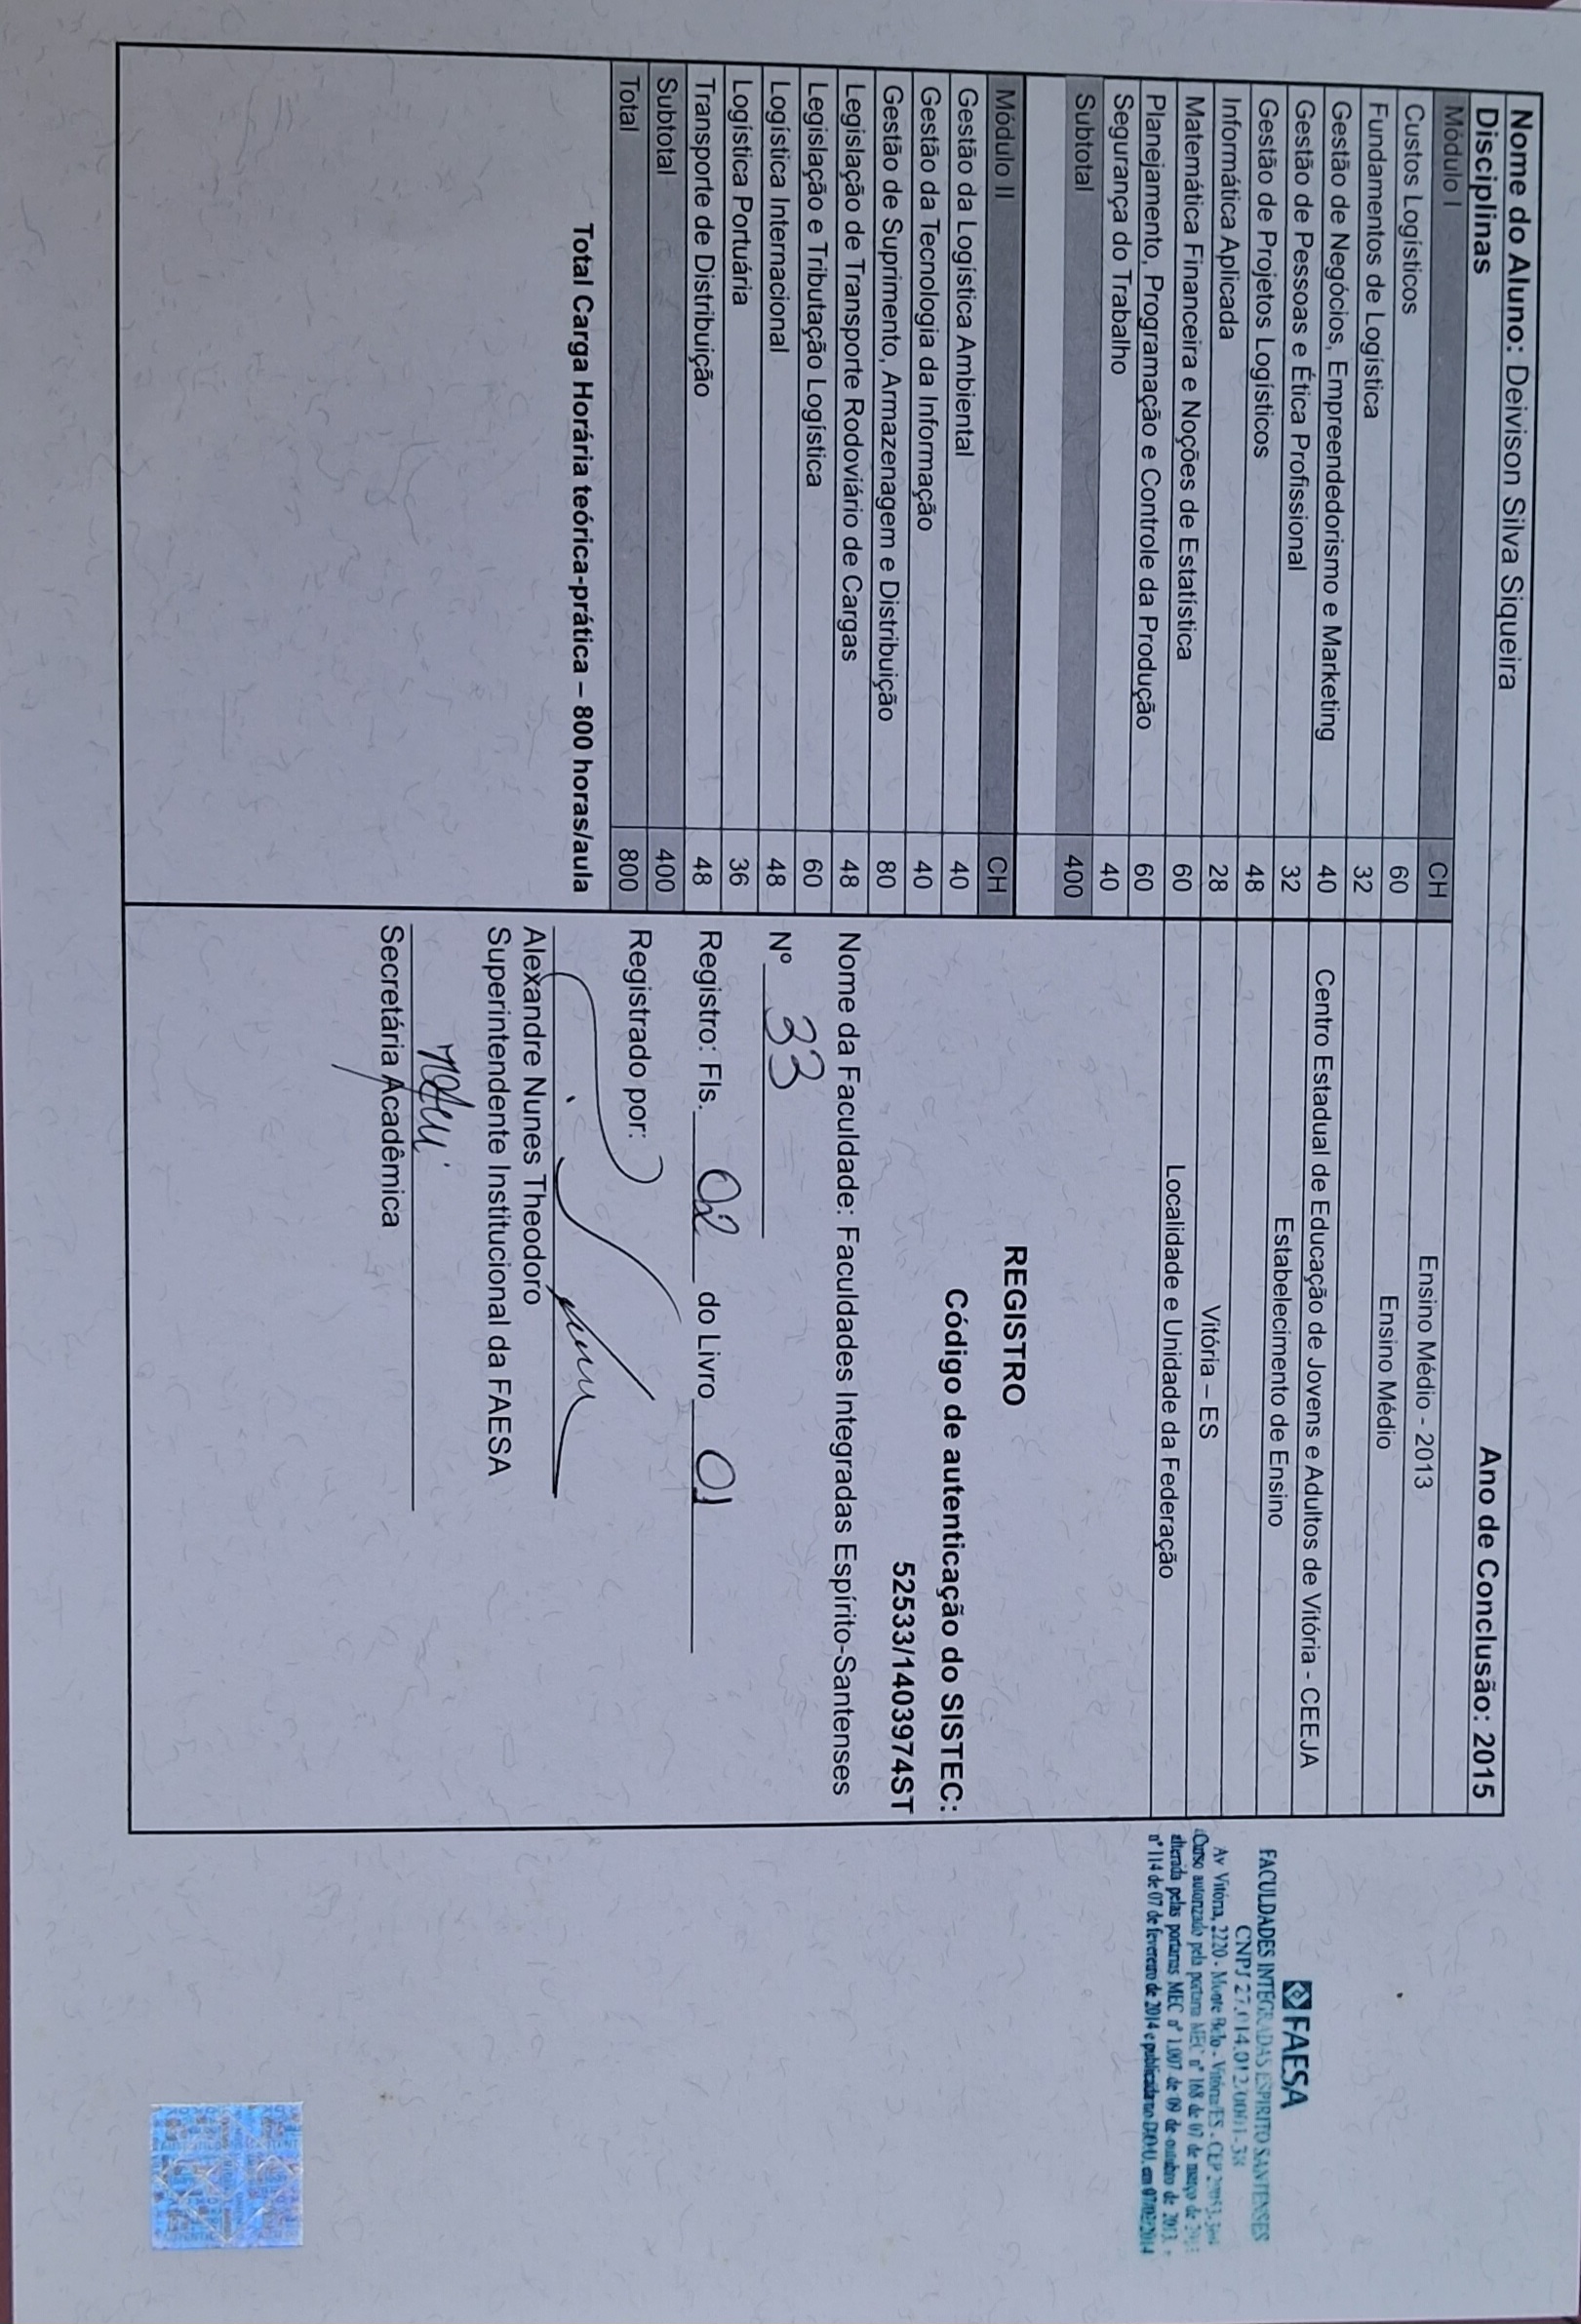 Nome do Aluno: Deivison Silva Siqueira
Disciplinas
Ano de Conclusão: 2015
Módulo I CH
Custos Logísticos 60
Fundamentos de Logística 32
Gestão de Negócios, Empreendedorismo e Marketing 40
Gestão de Pessoas e Ética Profissional 32
Gestão de Projetos Logísticos 48
Informática Aplicada 28
Matemática Financeira e Noções de Estatística 60
Planejamento, Programação e Controle da Produção 60
Segurança do Trabalho 40
Subtotal 400
Módulo II CH
Gestão da Logística Ambiental 40
Gestão da Tecnologia da Informação 40
Gestão de Suprimento, Armazenagem e Distribuição 80
Legislação de Transporte Rodoviário de Cargas 48
Legislação e Tributação Logística 60
Logística Internacional 48
Logística Portuária 36
Transporte de Distribuição 48
Subtotal 400
Total 800
Total Carga Horária teórica-prática – 800 horas/aula
Ensino Médio - 2013
Ensino Médio
Centro Estadual de Educação de Jovens e Adultos de Vitória - CEEJA
Estabelecimento de Ensino
Vitória – ES
Localidade e Unidade da Federação
REGISTRO
Código de autenticação do SISTEC:
52533/1403974ST
Nome da Faculdade: Faculdades Integradas Espírito-Santenses
Nº 33
Registro: Fls. 02 do Livro 01
Registrado por:
Alexandre Nunes Theodoro
Superintendente Institucional da FAESA
Secretária Acadêmica
FAESA
FACULDADES INTEGRADAS ESPIRITO SANTENSES
CNPJ 27.014.012/0001-38
Av Vitória, 2220 - Monte Belo - Vitória/ES - CEP
Curso autorizado pela portaria MEC nº 168 de 07 de março de
alterada pelas portarias MEC nº 1.007 de 09 de outubro de 2013,
nº 114 de 07 de fevereiro de 2014 e publicada no D.O.U. em 07/02/2014